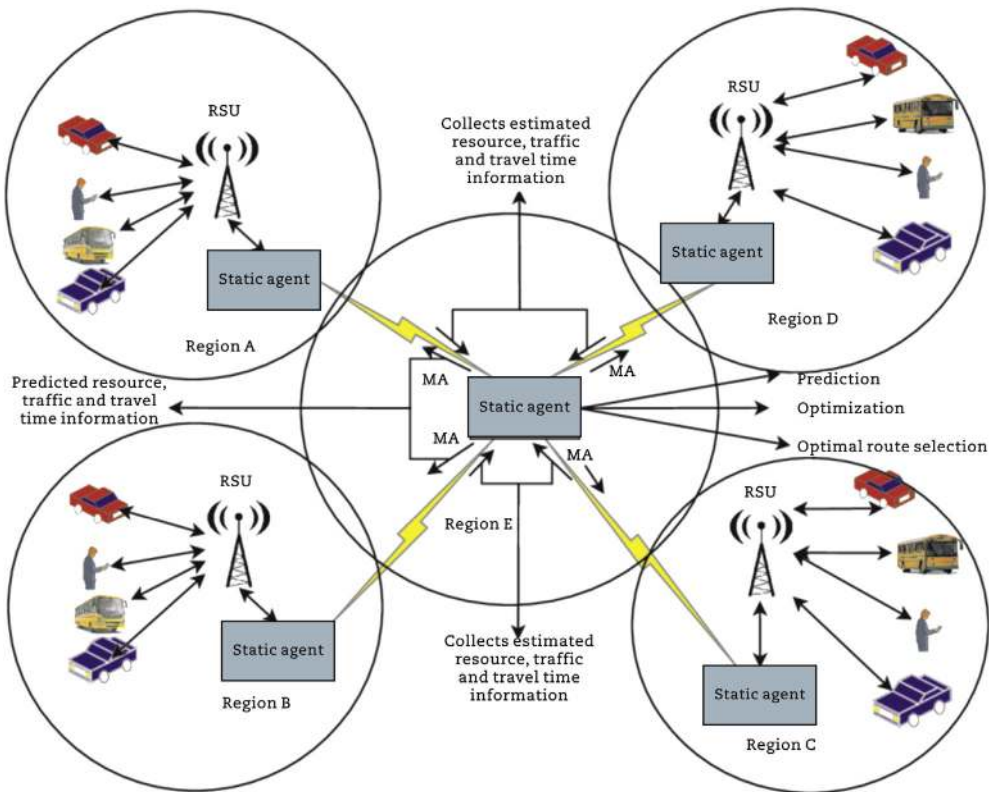 RSU
Static agent
Region A
Collects estimated
resource, traffic
and travel time
information
RSU
Static agent
Region D
Predicted resource,
traffic and travel
time information
MA
MA
MA
MA
Static agent
Prediction
Optimization
Optimal route selection
Region E
RSU
Static agent
Region B
Collects estimated
resource, traffic
and travel time
information
RSU
Static agent
Region C